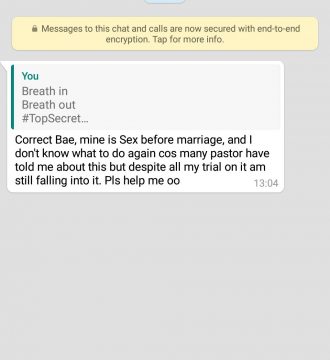 Messages to this chat and calls are now secured with end-to-end
encryption. Tap for more info.
You
Breath in
Breath out
#TopSecret...
Correct Bae, mine is Sex before marriage, and I
don't know what to do again cos many pastor have
told me about this but despite all my trial on it am
still falling into it. Pls help me oo
13:04